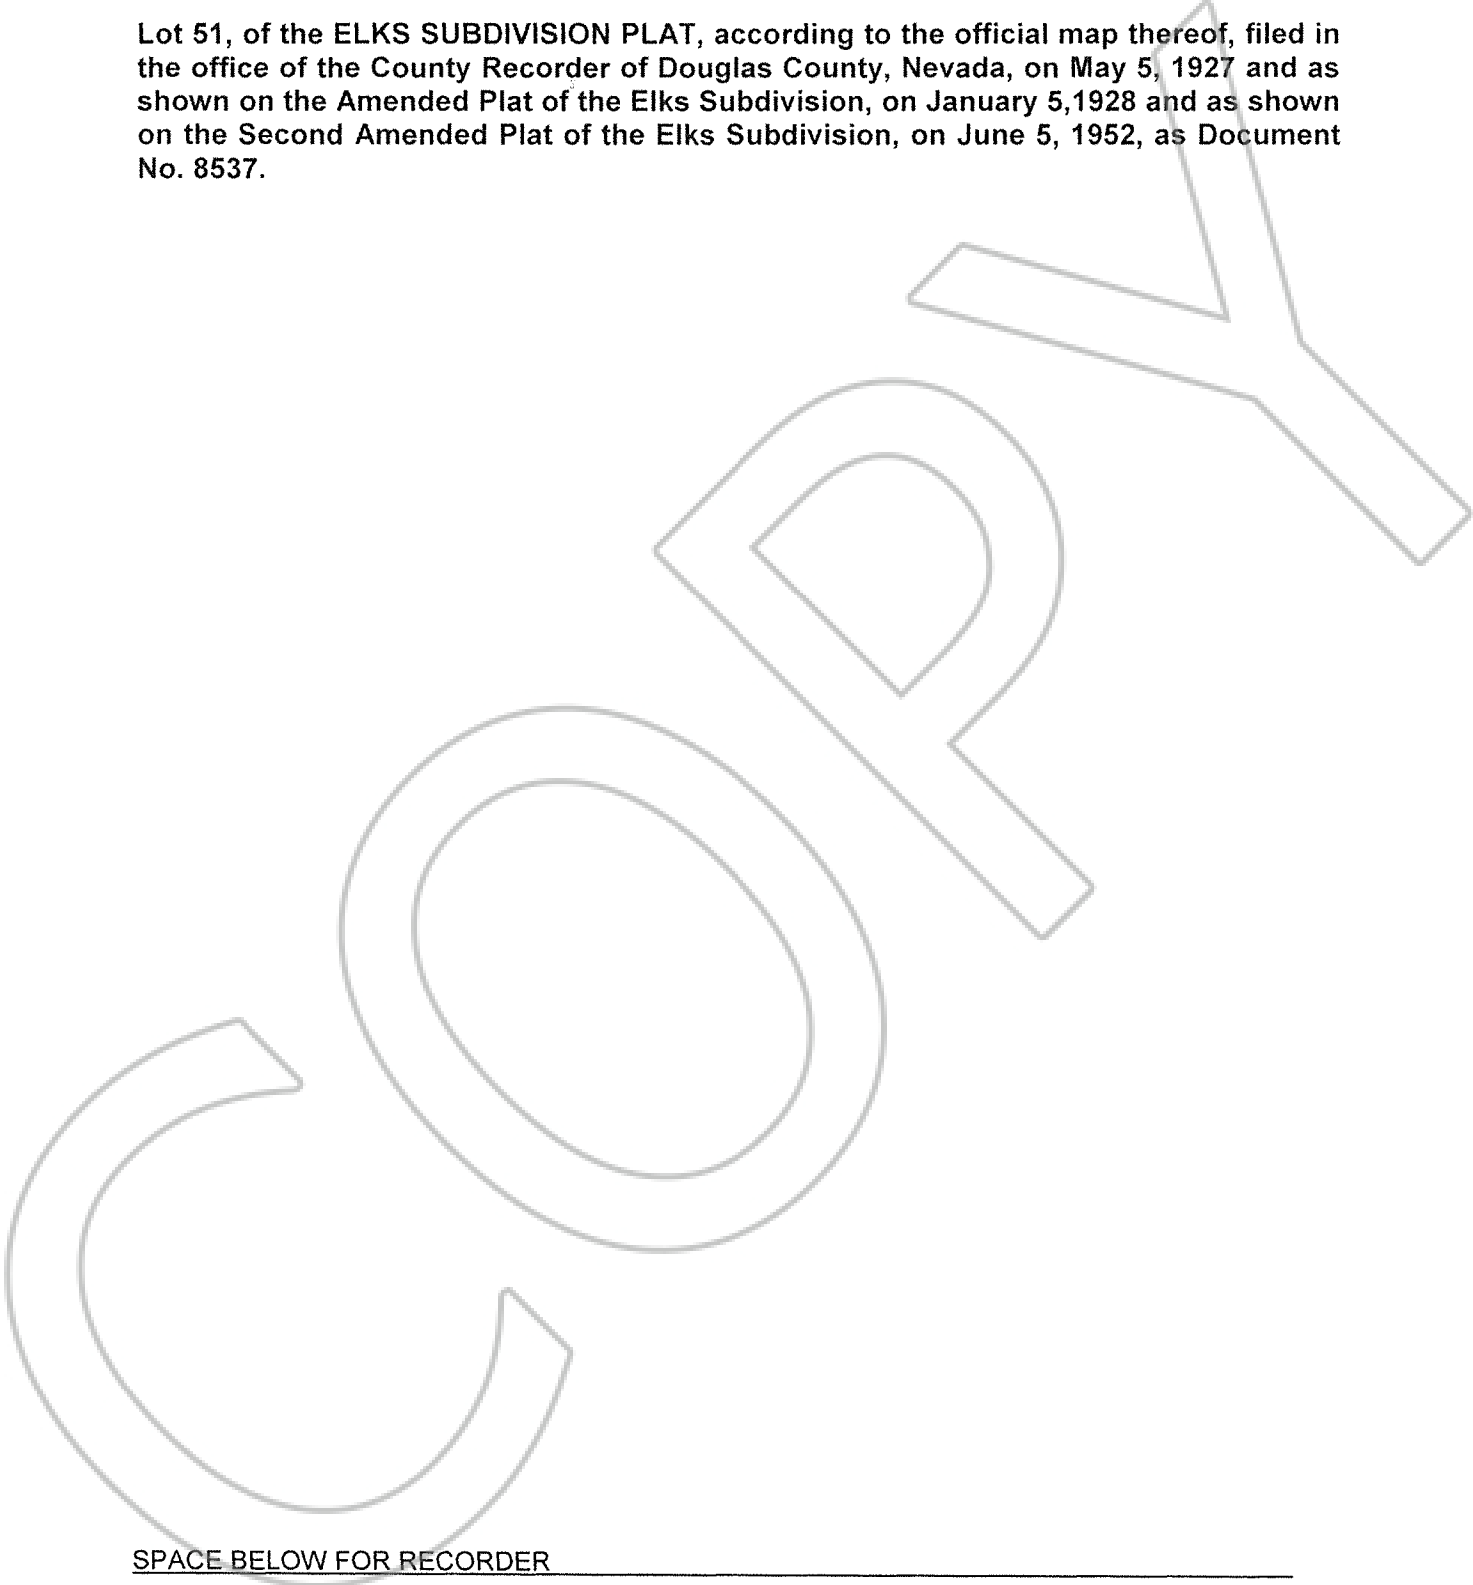 Lot 51, of the ELKS SUBDIVISION PLAT, according to the official map thereof, filed in
the office of the County Recorder of Douglas County, Nevada, on May 5, 1927 and as
shown on the Amended Plat of the Elks Subdivision, on January 5,1928 and as shown
on the Second Amended Plat of the Elks Subdivision, on June 5, 1952, as Document
No. 8537.
COPY
SPACE BELOW FOR RECORDER